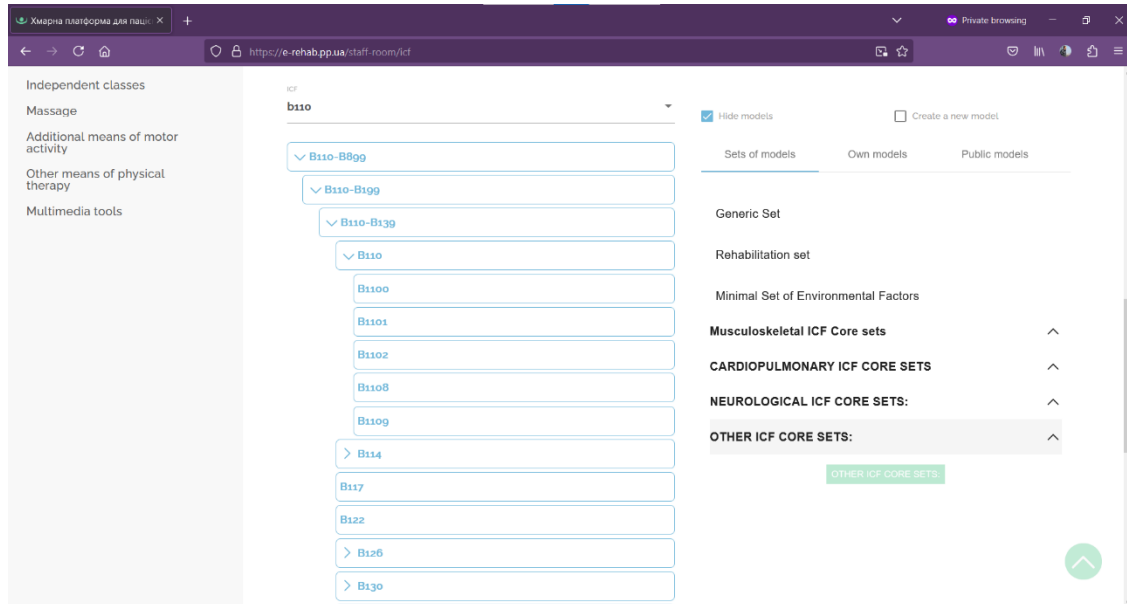 Хмарна платформа для паціє
Private browsing
https://e-rehab.pp.ua/staff-room/icf
Independent classes
Massage
Additional means of motor
activity
Other means of physical
therapy
Multimedia tools
ICF
b110
B110-B899
B110-B199
B110-B139
B110
B1100
B1101
B1102
B1108
B1109
B114
B117
B122
B126
B130
Hide models
Create a new model
Sets of models
Own models
Public models
Generic Set
Rehabilitation set
Minimal Set of Environmental Factors
Musculoskeletal ICF Core sets
CARDIOPULMONARY ICF CORE SETS
NEUROLOGICAL ICF CORE SETS:
OTHER ICF CORE SETS:
OTHER ICF CORE SETS: